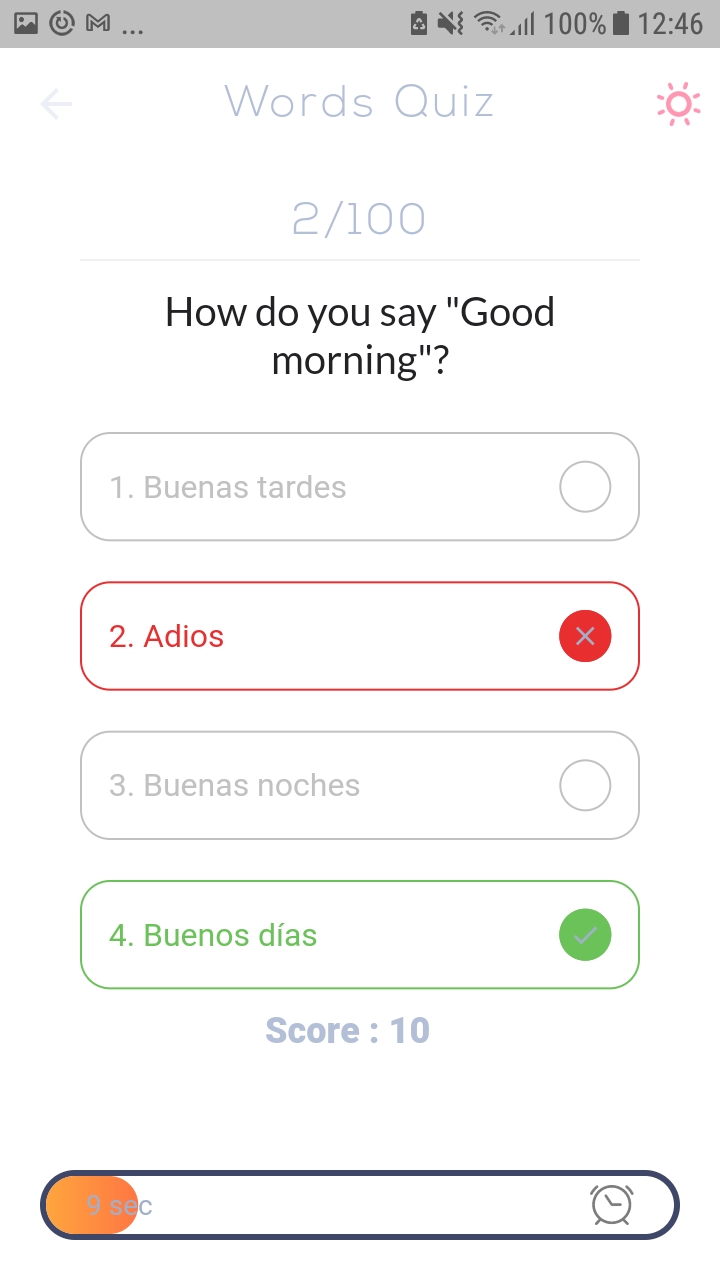 ... 100% 12:46
Words Quiz
2/100
How do you say "Good
morning"?
1. Buenas tardes
2. Adios
3. Buenas noches
4. Buenos días
Score : 10
9 sec